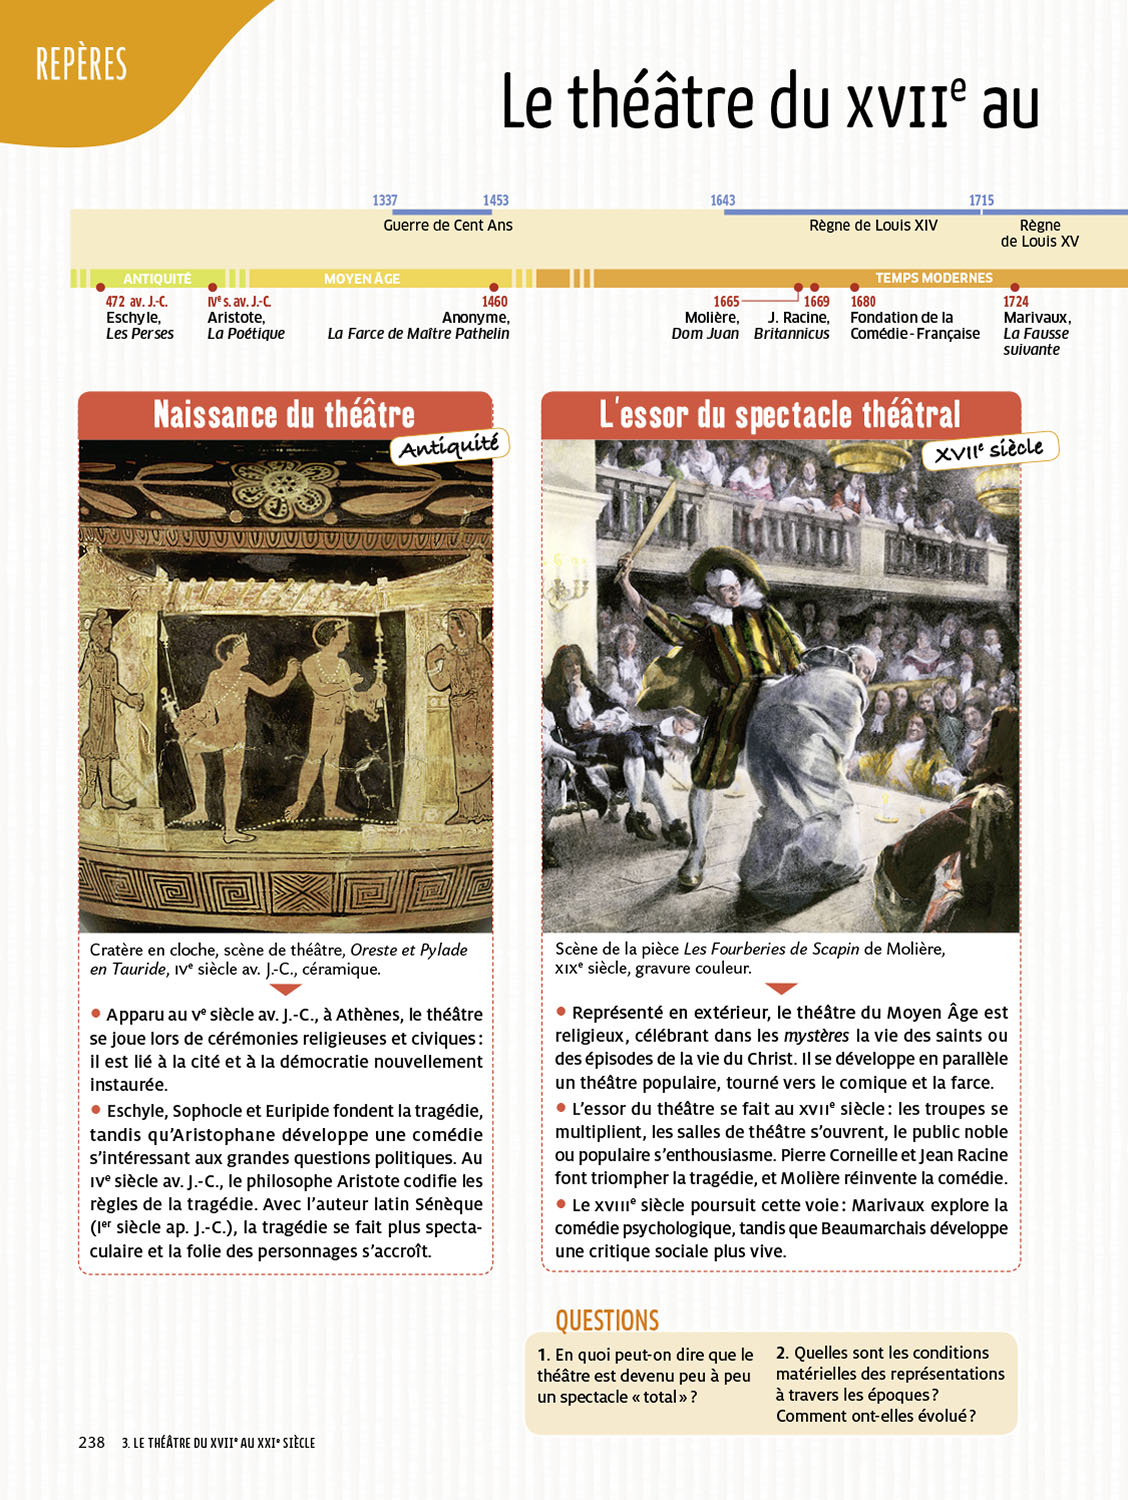 REPÈRES
Le théâtre du XVIIe au
1337
1453
1643
1715
Guerre de Cent Ans
Règne de Louis XIV
Règne
de Louis XV
ANTIQUITÉ
MOYEN ÂGE
TEMPS MODERNES
472 av. J.-C.
Eschyle,
Les Perses
IVe s. av. J.-C.
Aristote,
La Poétique
1460
Anonyme,
La Farce de Maître Pathelin
1665
Molière,
Dom Juan
1669
J. Racine,
Britannicus
1680
Fondation de la
Comédie-Française
1724
Marivaux,
La Fausse
suivante
Naissance du théâtre
Antiquité
Cratère en cloche, scène de théâtre, Oreste et Pylade
en Tauride, IVe siècle av. J.-C., céramique.
• Apparu au Ve siècle av. J.-C., à Athènes, le théâtre
se joue lors de cérémonies religieuses et civiques :
il est lié à la cité et à la démocratie nouvellement
instaurée.
• Eschyle, Sophocle et Euripide fondent la tragédie,
tandis qu'Aristophane développe une comédie
s'intéressant aux grandes questions politiques. Au
IVe siècle av. J.-C., le philosophe Aristote codifie les
règles de la tragédie. Avec l'auteur latin Sénèque
(Ier siècle ap. J.-C.), la tragédie se fait plus specta-
culaire et la folie des personnages s'accroît.
L'essor du spectacle théâtral
XVIIe siècle
Scène de la pièce Les Fourberies de Scapin de Molière,
XIXe siècle, gravure couleur.
• Représenté en extérieur, le théâtre du Moyen Âge est
religieux, célébrant dans les mystères la vie des saints ou
des épisodes de la vie du Christ. Il se développe en parallèle
un théâtre populaire, tourné vers le comique et la farce.
• L'essor du théâtre se fait au XVIIe siècle : les troupes se
multiplient, les salles de théâtre s'ouvrent, le public noble
ou populaire s'enthousiasme. Pierre Corneille et Jean Racine
font triompher la tragédie, et Molière réinvente la comédie.
• Le XVIIIe siècle poursuit cette voie : Marivaux explore la
comédie psychologique, tandis que Beaumarchais développe
une critique sociale plus vive.
QUESTIONS
1. En quoi peut-on dire que le
théâtre est devenu peu à peu
un spectacle « total » ?
2. Quelles sont les conditions
matérielles des représentations
à travers les époques ?
Comment ont-elles évolué ?
238 3. LE THÉÂTRE DU XVIIe AU XXIe SIÈCLE